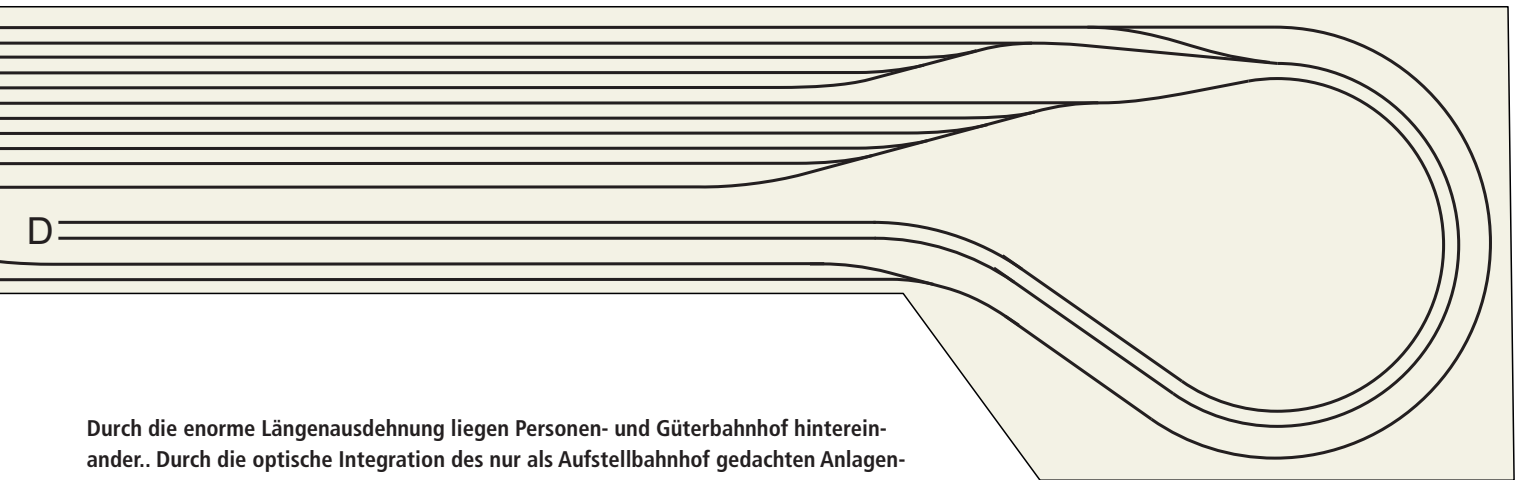 D
Durch die enorme Längenausdehnung liegen Personen- und Güterbahnhof hinterein-
ander.. Durch die optische Integration des nur als Aufstellbahnhof gedachten Anlagen-